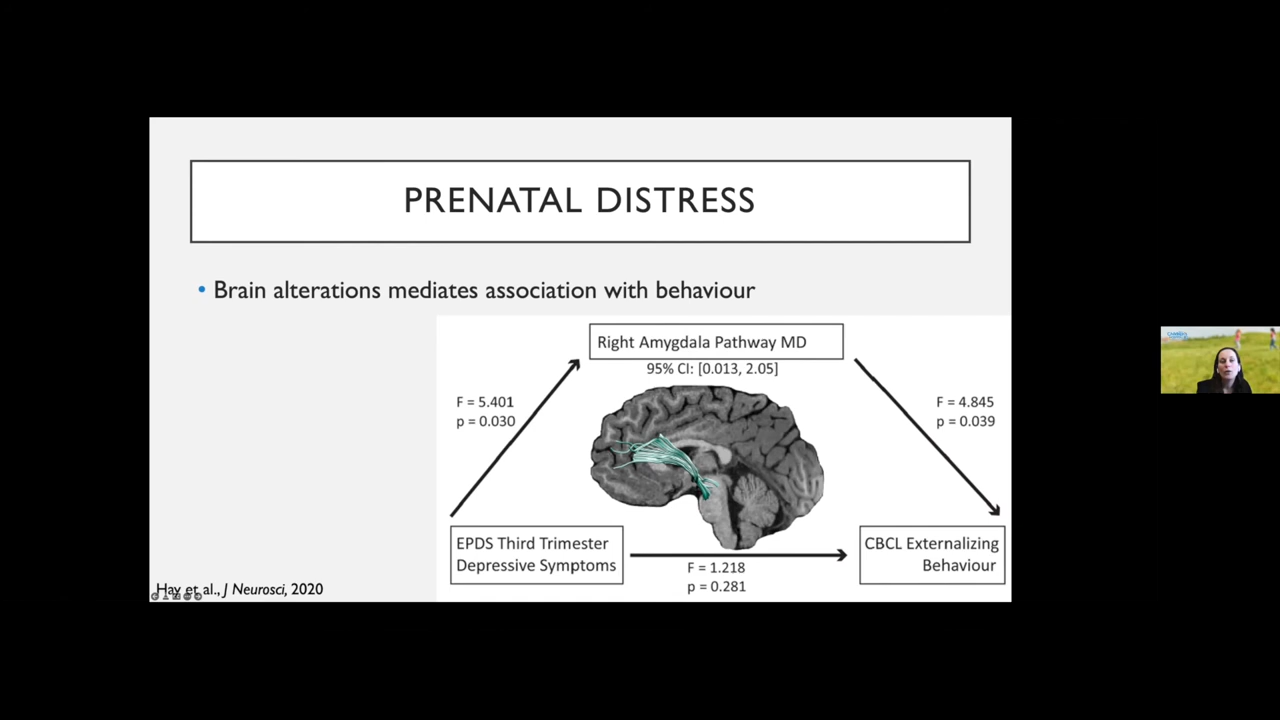 PRENATAL DISTRESS
• Brain alterations mediates association with behaviour
Right Amygdala Pathway MD
95% CI: [0.013, 2.05]
F = 5.401
p = 0.030
F = 4.845
p = 0.039
EPDS Third Trimester
Depressive Symptoms
CBCL Externalizing
Behaviour
F = 1.218
p = 0.281
Hay et al., J Neurosci, 2020